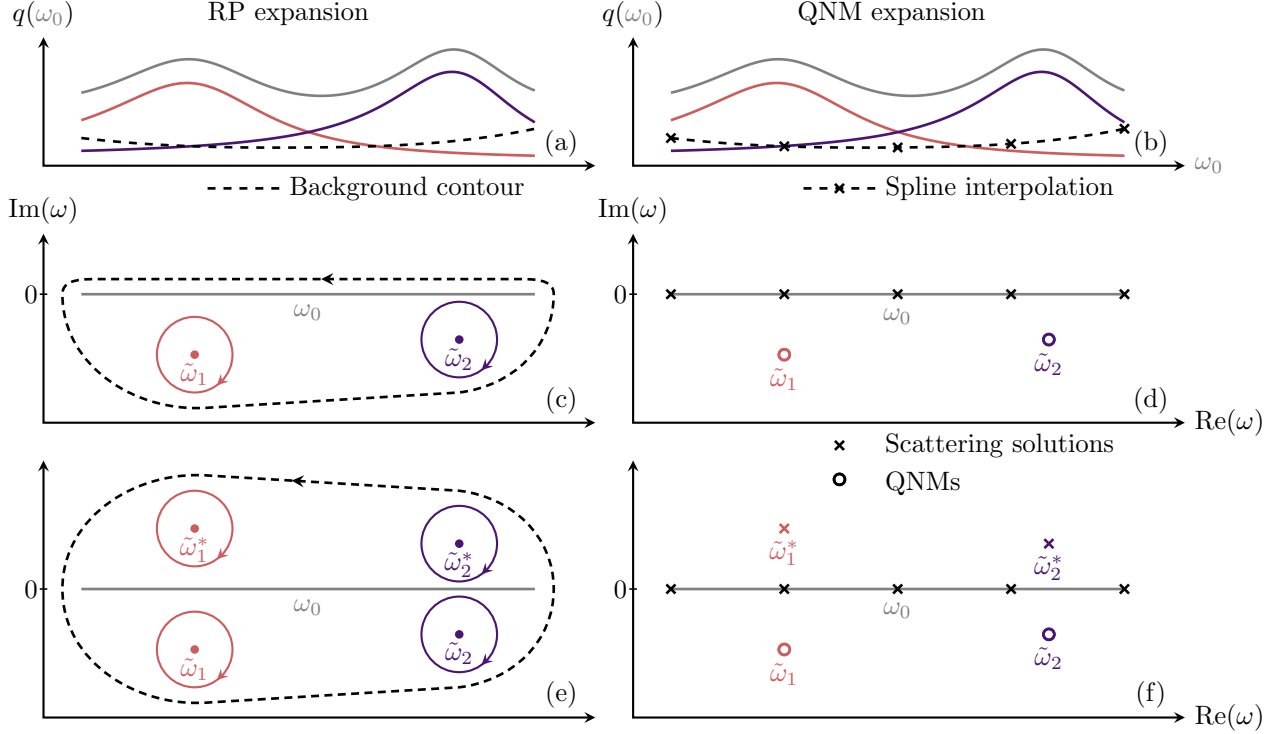 q(ω₀) RP expansion
q(ω₀) QNM expansion
(a)
(b)
ω₀
Background contour
Spline interpolation
Im(ω)
Im(ω)
0
ω₀
ω̃₁
ω̃₂
(c)
0
ω₀
ω̃₁
ω̃₂
(d)
Re(ω)
Scattering solutions
QNMs
ω̃₁*
ω̃₂*
0
ω₀
ω̃₁
ω̃₂
(e)
ω̃₁*
ω̃₂*
0
ω₀
ω̃₁
ω̃₂
(f)
Re(ω)